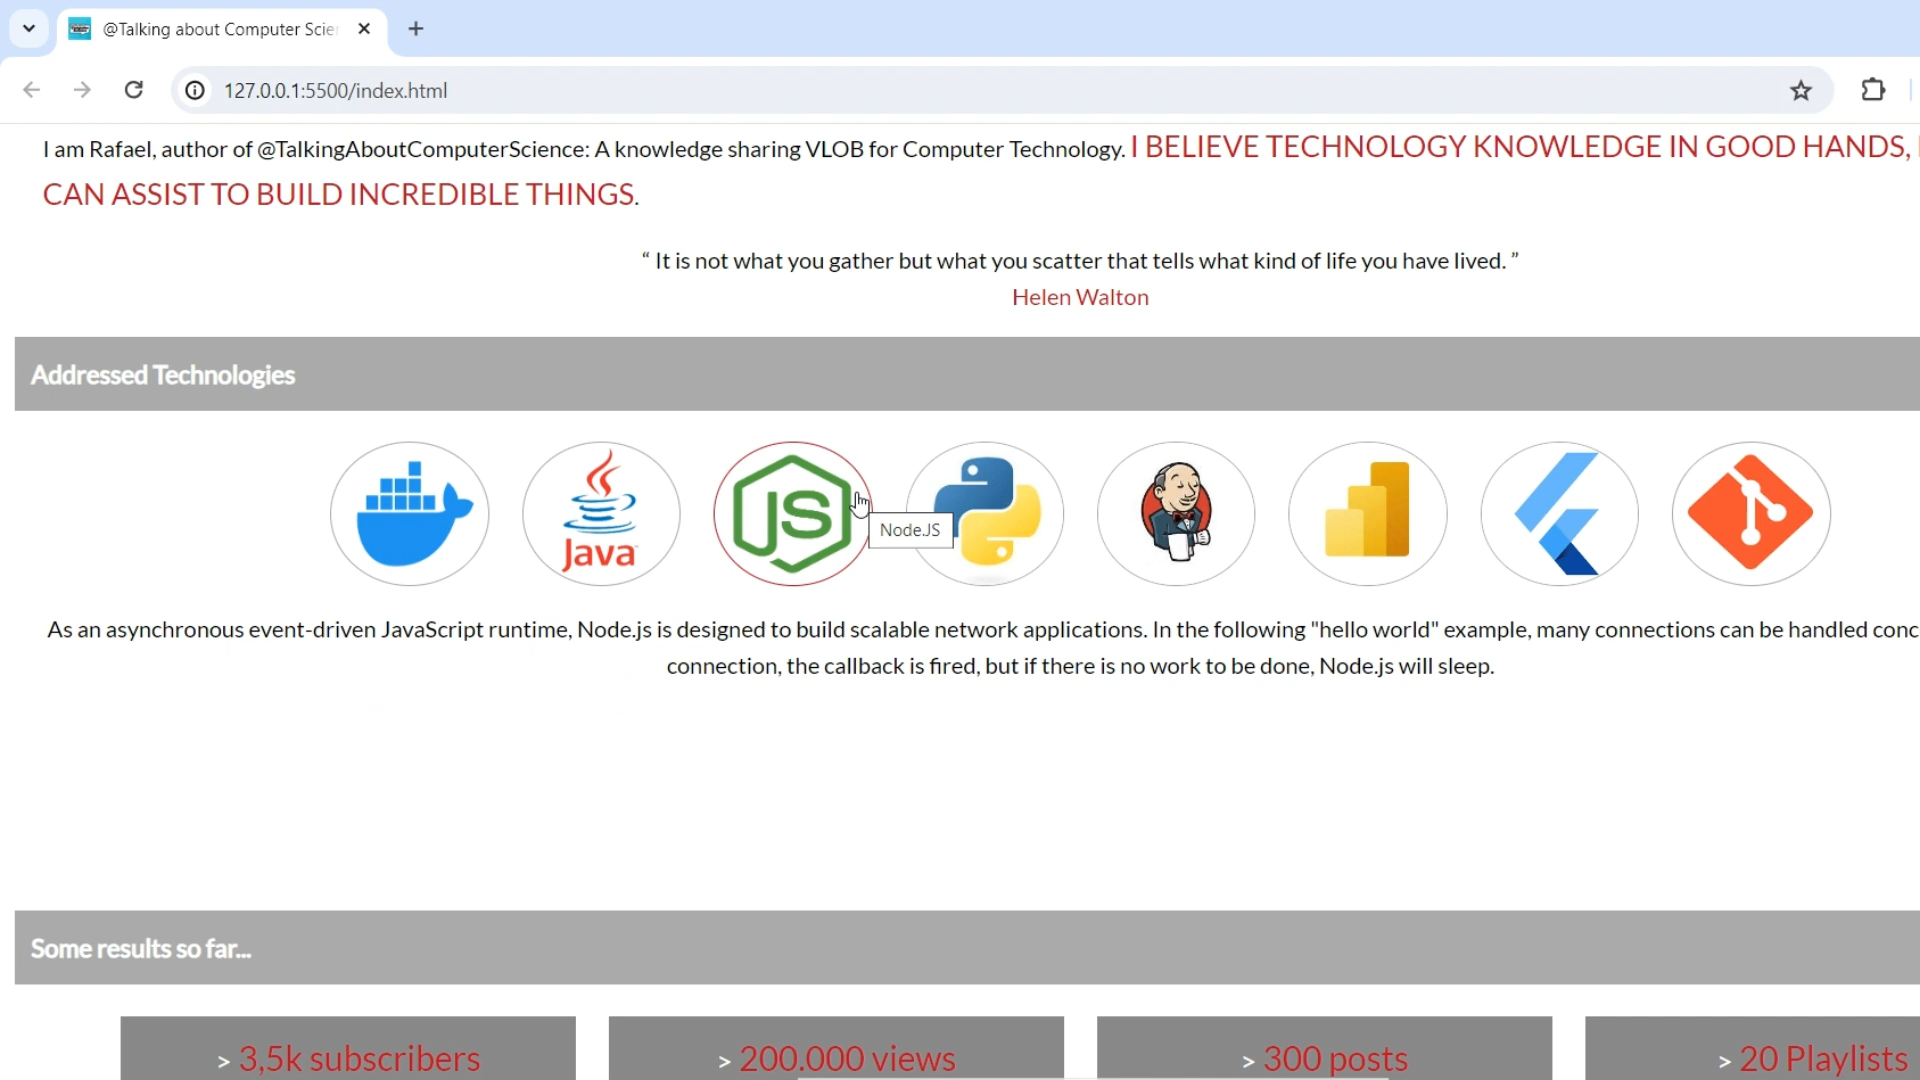 @Talking about Computer Scie
127.0.0.1:5500/index.html
I am Rafael, author of @TalkingAboutComputerScience: A knowledge sharing VLOB for Computer Technology. I BELIEVE TECHNOLOGY KNOWLEDGE IN GOOD HANDS,
CAN ASSIST TO BUILD INCREDIBLE THINGS.
“ It is not what you gather but what you scatter that tells what kind of life you have lived. ”
Helen Walton
Addressed Technologies
Java
JS
Node.JS
As an asynchronous event-driven JavaScript runtime, Node.js is designed to build scalable network applications. In the following "hello world" example, many connections can be handled conc
connection, the callback is fired, but if there is no work to be done, Node.js will sleep.
Some results so far...
> 3,5k subscribers
> 200.000 views
> 300 posts
> 20 Playlists